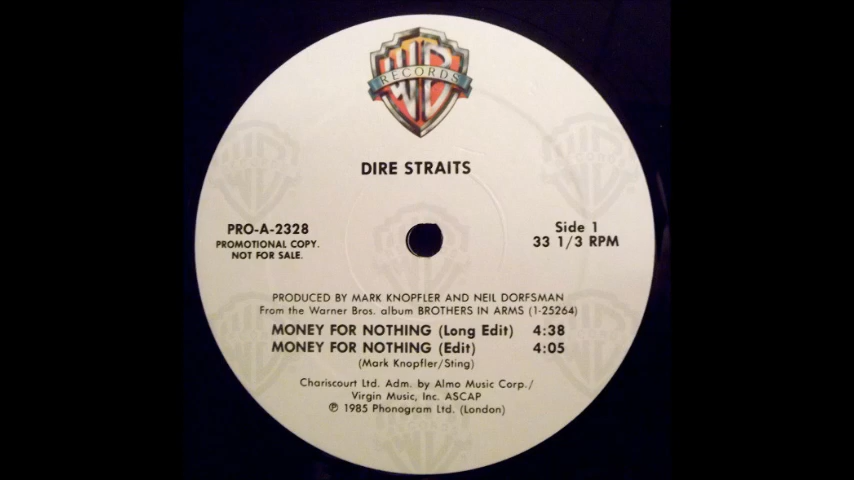 RECORDS
DIRE STRAITS
PRO-A-2328
PROMOTIONAL COPY.
NOT FOR SALE.
Side 1
33 1/3 RPM
PRODUCED BY MARK KNOPFLER AND NEIL DORFSMAN
From the Warner Bros. album BROTHERS IN ARMS (1-25264)
MONEY FOR NOTHING (Long Edit) 4:38
MONEY FOR NOTHING (Edit) 4:05
(Mark Knopfler/Sting)
Chariscourt Ltd. Adm. by Almo Music Corp./
Virgin Music, Inc. ASCAP
℗ 1985 Phonogram Ltd. (London)